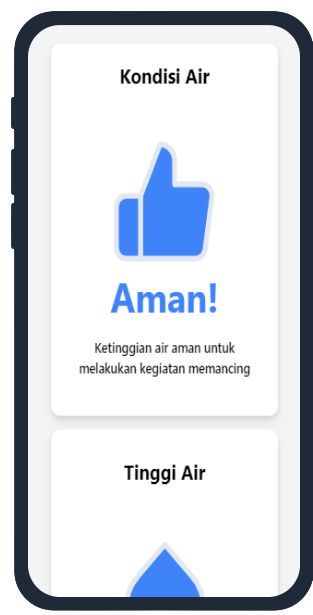 Kondisi Air
Aman!
Ketinggian air aman untuk
melakukan kegiatan memancing
Tinggi Air